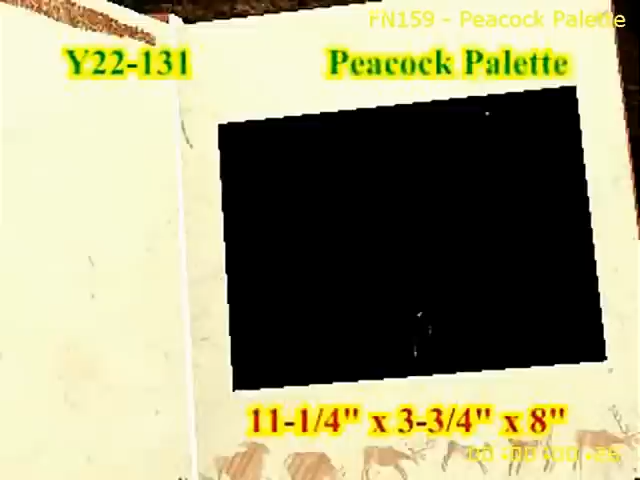 FN159 - Peacock Palette
Y22-131 Peacock Palette
11-1/4" x 3-3/4" x 8"